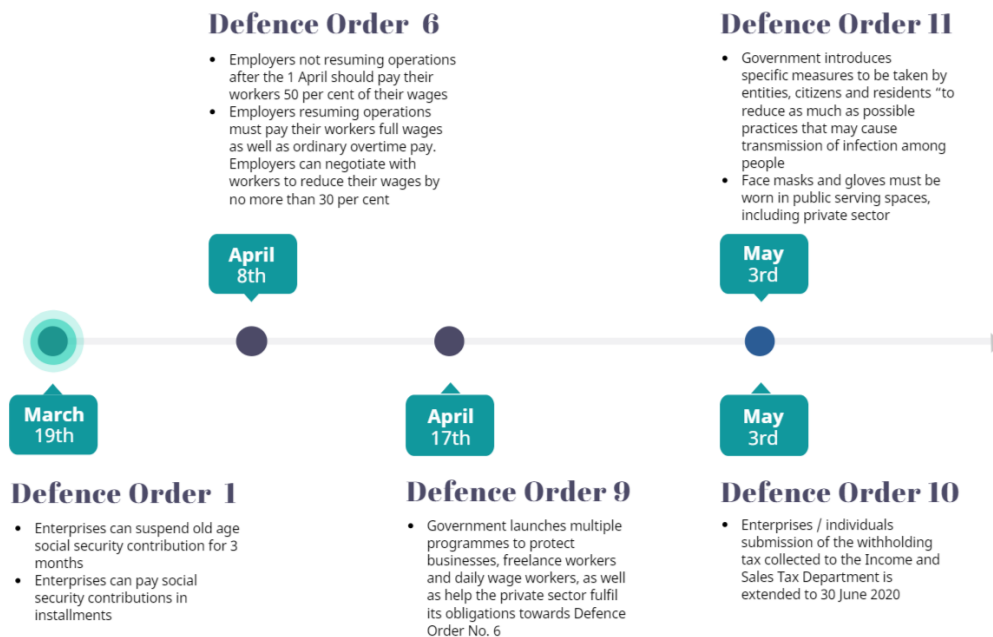 Defence Order 6
• Employers not resuming operations
after the 1 April should pay their
workers 50 per cent of their wages
• Employers resuming operations
must pay their workers full wages
as well as ordinary overtime pay.
Employers can negotiate with
workers to reduce their wages by
no more than 30 per cent
April
8th
Defence Order 11
• Government introduces
specific measures to be taken by
entities, citizens and residents “to
reduce as much as possible
practices that may cause
transmission of infection among
people
• Face masks and gloves must be
worn in public serving spaces,
including private sector
May
3rd
March
19th
Defence Order 1
• Enterprises can suspend old age
social security contribution for 3
months
• Enterprises can pay social
security contributions in
installments
April
17th
Defence Order 9
• Government launches multiple
programmes to protect
businesses, freelance workers
and daily wage workers, as well
as help the private sector fulfil
its obligations towards Defence
Order No. 6
May
3rd
Defence Order 10
• Enterprises / individuals
submission of the withholding
tax collected to the Income and
Sales Tax Department is
extended to 30 June 2020